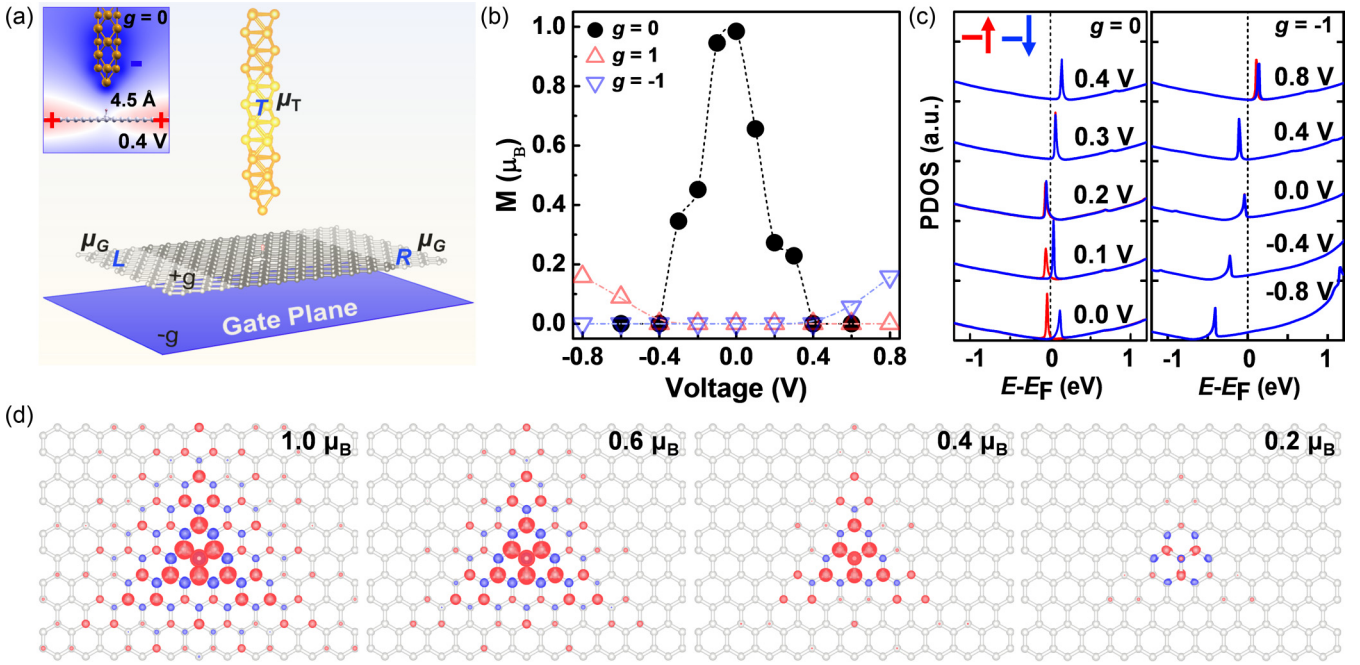 (a)
g = 0
-
4.5 Å
+ +
0.4 V
T μT
μG
L
+g
R
μG
Gate Plane
-g
(b)
M (μB)
1.0
0.8
0.6
0.4
0.2
0.0
g = 0
g = 1
g = -1
-0.8 -0.4 0.0 0.4 0.8
Voltage (V)
(c)
PDOS (a.u.)
g = 0
0.4 V
0.3 V
0.2 V
0.1 V
0.0 V
-1 0 1
E-EF (eV)
g = -1
0.8 V
0.4 V
0.0 V
-0.4 V
-0.8 V
-1 0 1
E-EF (eV)
(d)
1.0 μB
0.6 μB
0.4 μB
0.2 μB